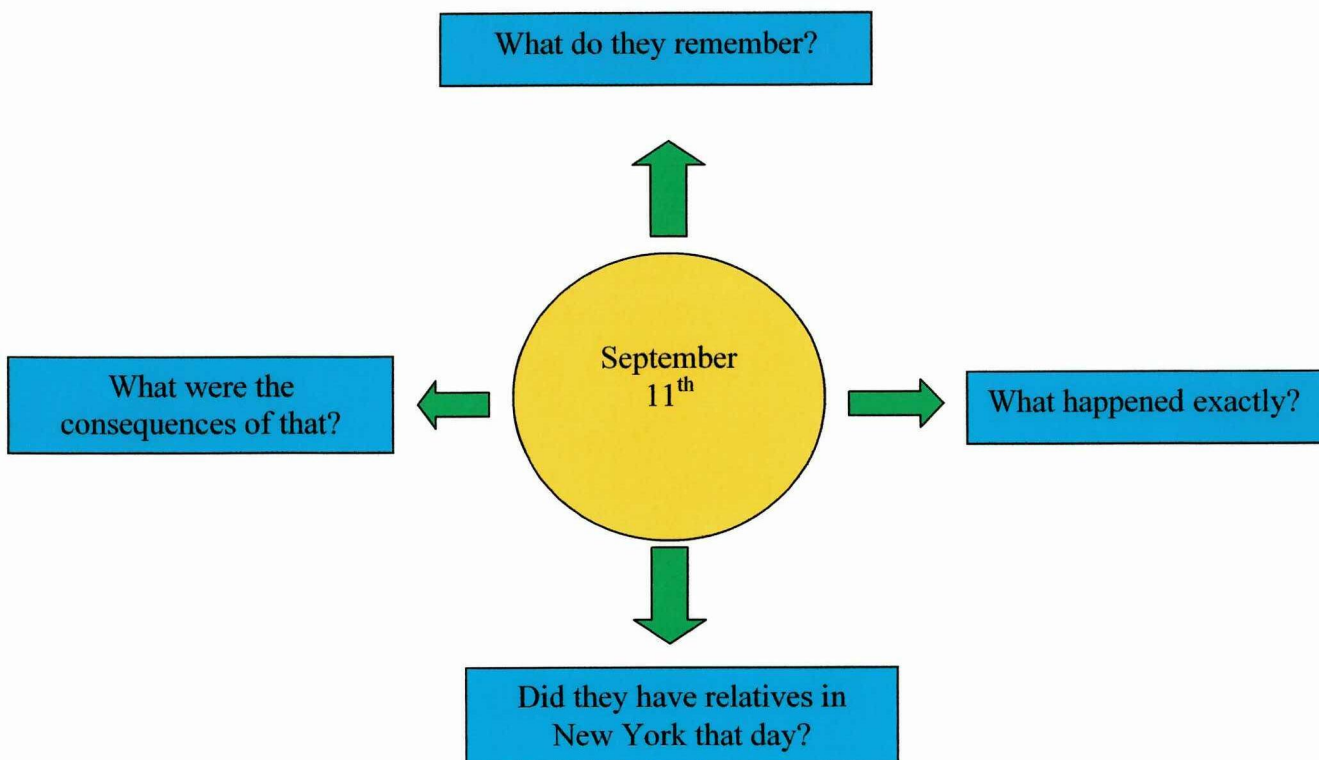 What do they remember?
September
11th
What were the
consequences of that?
What happened exactly?
Did they have relatives in
New York that day?